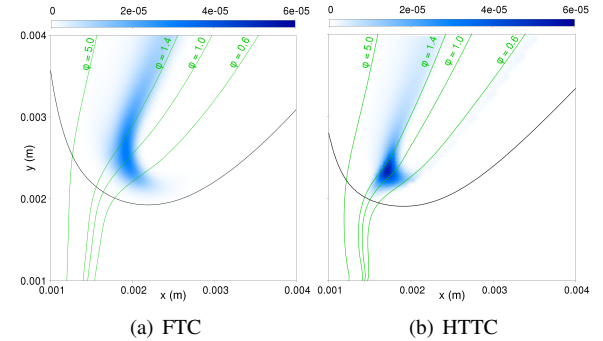 0 2e-05 4e-05 6e-05
0 2e-05 4e-05 6e-05
0.004
0.003
0.002
0.001
y (m)
φ = 5.0
φ = 1.4
φ = 1.0
φ = 0.6
φ = 5.0
φ = 1.4
φ = 1.0
φ = 0.6
0.001 0.002 0.003 0.004
x (m)
0.001 0.002 0.003 0.004
x (m)
(a) FTC
(b) HTTC